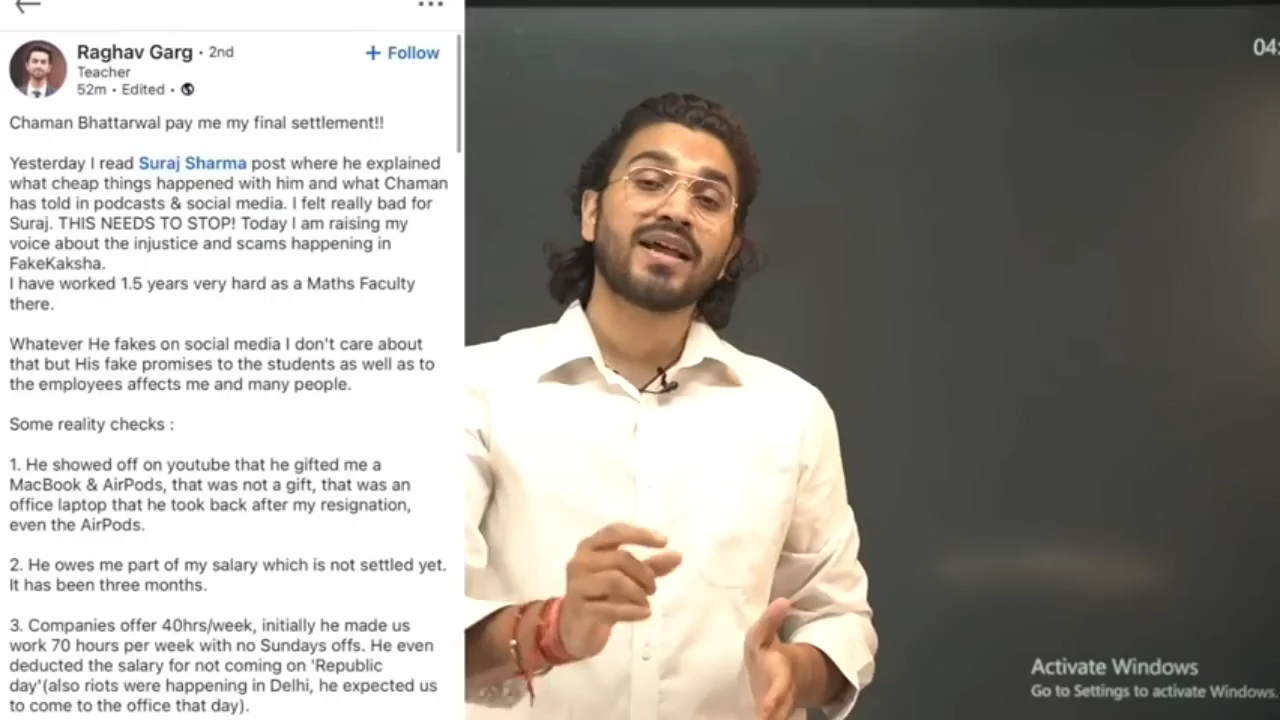 Raghav Garg · 2nd
+ Follow
Teacher
52m • Edited •
Chaman Bhattarwal pay me my final settlement!!
Yesterday I read Suraj Sharma post where he explained
what cheap things happened with him and what Chaman
has told in podcasts & social media. I felt really bad for
Suraj. THIS NEEDS TO STOP! Today I am raising my
voice about the injustice and scams happening in
FakeKaksha.
I have worked 1.5 years very hard as a Maths Faculty
there.
Whatever He fakes on social media I don't care about
that but His fake promises to the students as well as to
the employees affects me and many people.
Some reality checks :
1. He showed off on youtube that he gifted me a
MacBook & AirPods, that was not a gift, that was an
office laptop that he took back after my resignation,
even the AirPods.
2. He owes me part of my salary which is not settled yet.
It has been three months.
3. Companies offer 40hrs/week, initially he made us
work 70 hours per week with no Sundays offs. He even
deducted the salary for not coming on 'Republic
day'(also riots were happening in Delhi, he expected us
to come to the office that day).
04:
Activate Windows
Go to Settings to activate Windows.